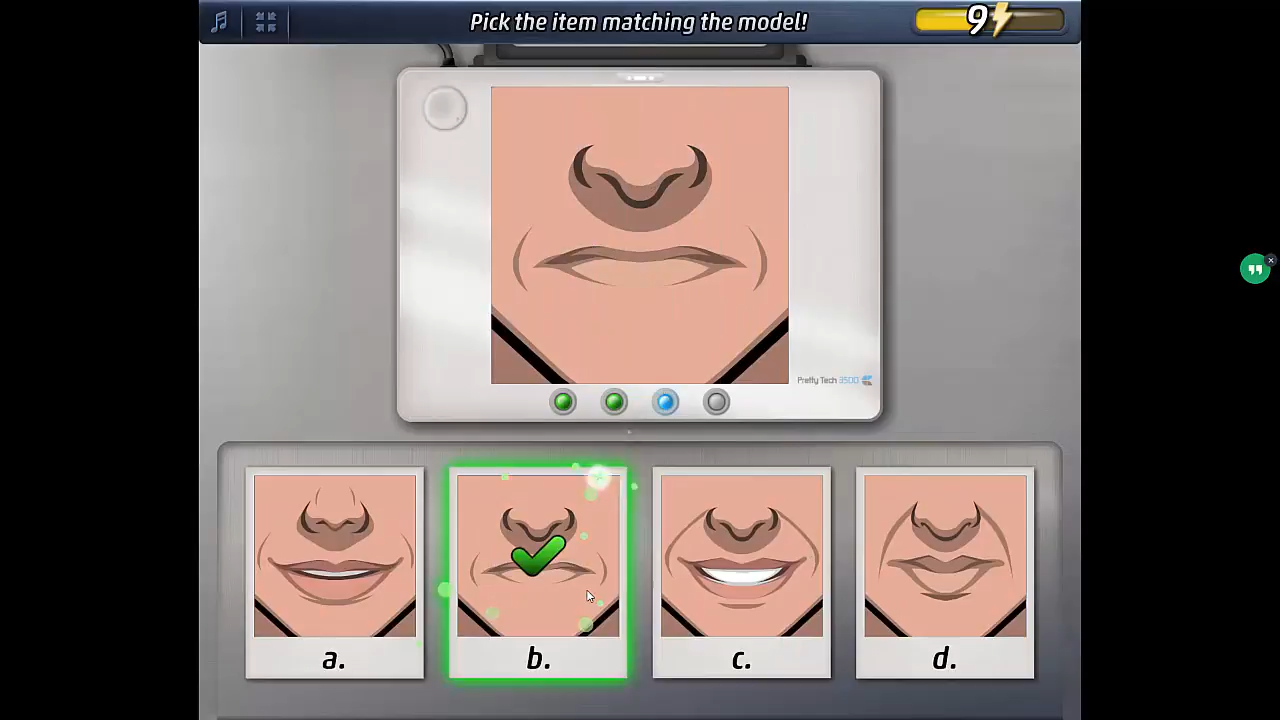 Pick the item matching the model!
9
Pretty Tech 3500
a.
b.
c.
d.